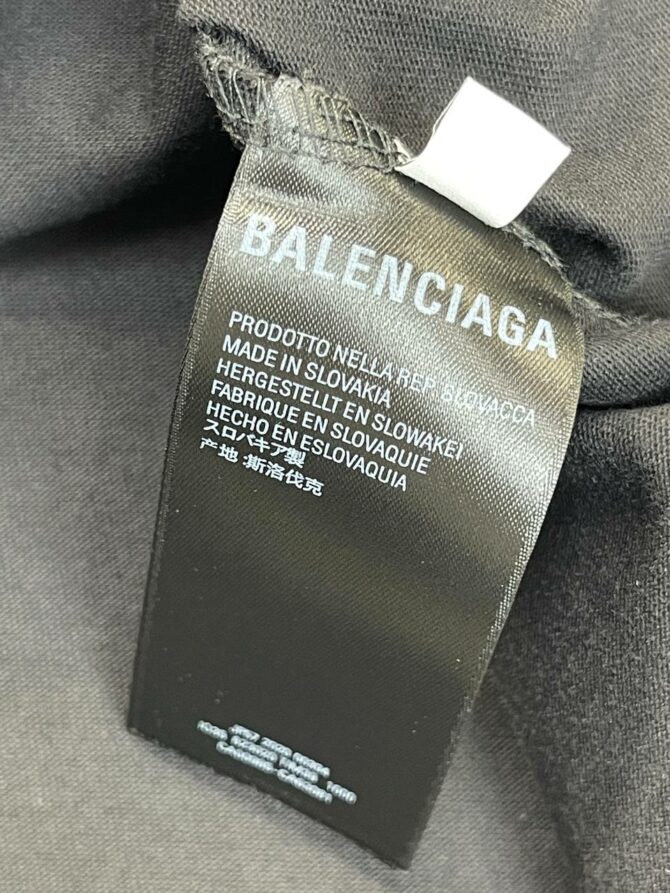 BALENCIAGA
PRODOTTO NELLA REP SLOVACCA
MADE IN SLOVAKIA
HERGESTELLT EN SLOWAKEI
FABRIQUE EN SLOVAQUIE
HECHO EN ESLOVAQUIA
スロバキア製
产地:斯洛伐克